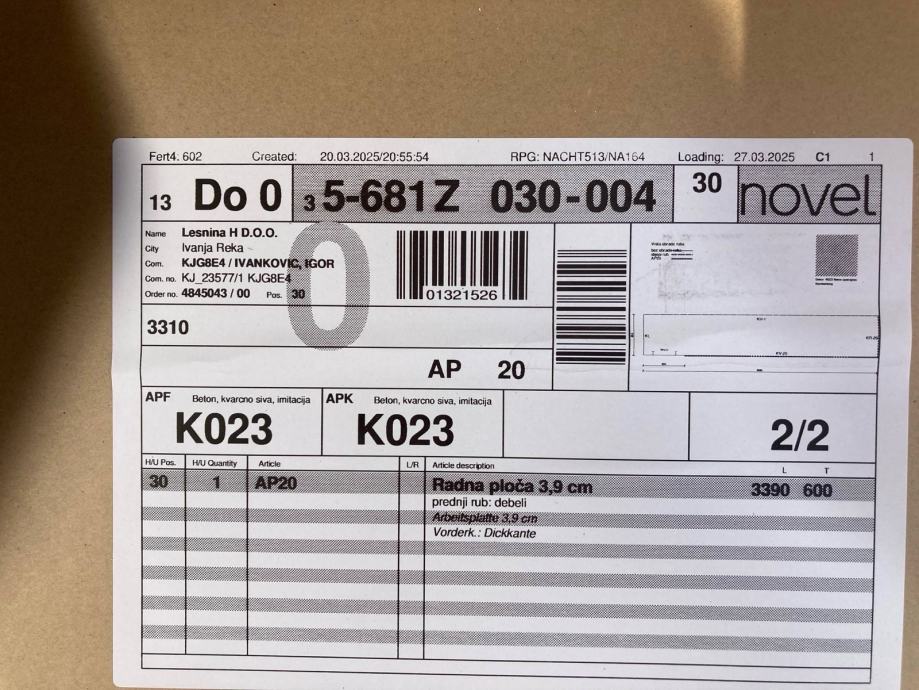 Fert4: 602 Created: 20.03.2025/20:55:54 RPG: NACHT513/NA164 Loading: 27.03.2025 C1 1
13 Do 0 3 5-681Z 030-004 30 novel
Name Lesnina H D.O.O.
City Ivanja Reka
Com. KJG8E4 / IVANKOVIC, IGOR
Com. no. KJ_23577/1 KJG8E4
Order no. 4845043 / 00 Pos. 30
0
01321526
3310
AP 20
APF Beton, kvarcno siva, imitacija
K023
APK Beton, kvarcno siva, imitacija
K023
2/2
H/U Pos. H/U Quantity Article L/R Article description L T
30 1 AP20 Radna ploča 3,9 cm 3390 600
prednji rub: debeli
Arbeitsplatte 3,9 cm
Vorderk.: Dickkante